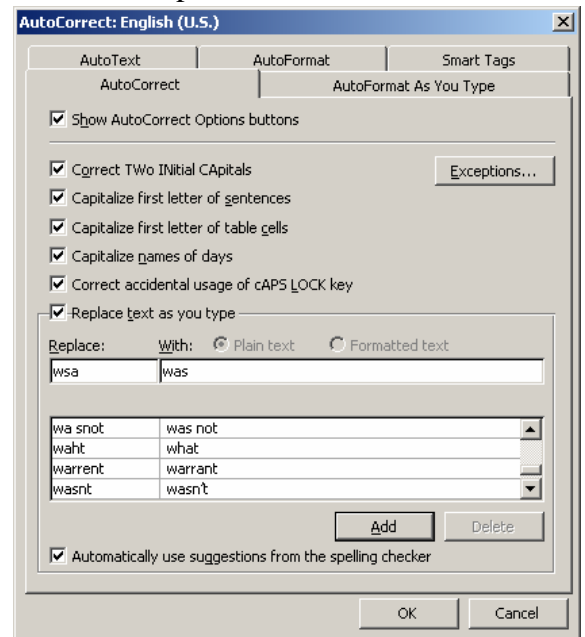 AutoCorrect: English (U.S.)
AutoText AutoFormat Smart Tags
AutoCorrect AutoFormat As You Type
Show AutoCorrect Options buttons
Correct TWo INitial CApitals Exceptions...
Capitalize first letter of sentences
Capitalize first letter of table cells
Capitalize names of days
Correct accidental usage of cAPS LOCK key
Replace text as you type
Replace: With: Plain text Formatted text
wsa was
wa snot was not
waht what
warrent warrant
wasnt wasn't
Add Delete
Automatically use suggestions from the spelling checker
OK Cancel